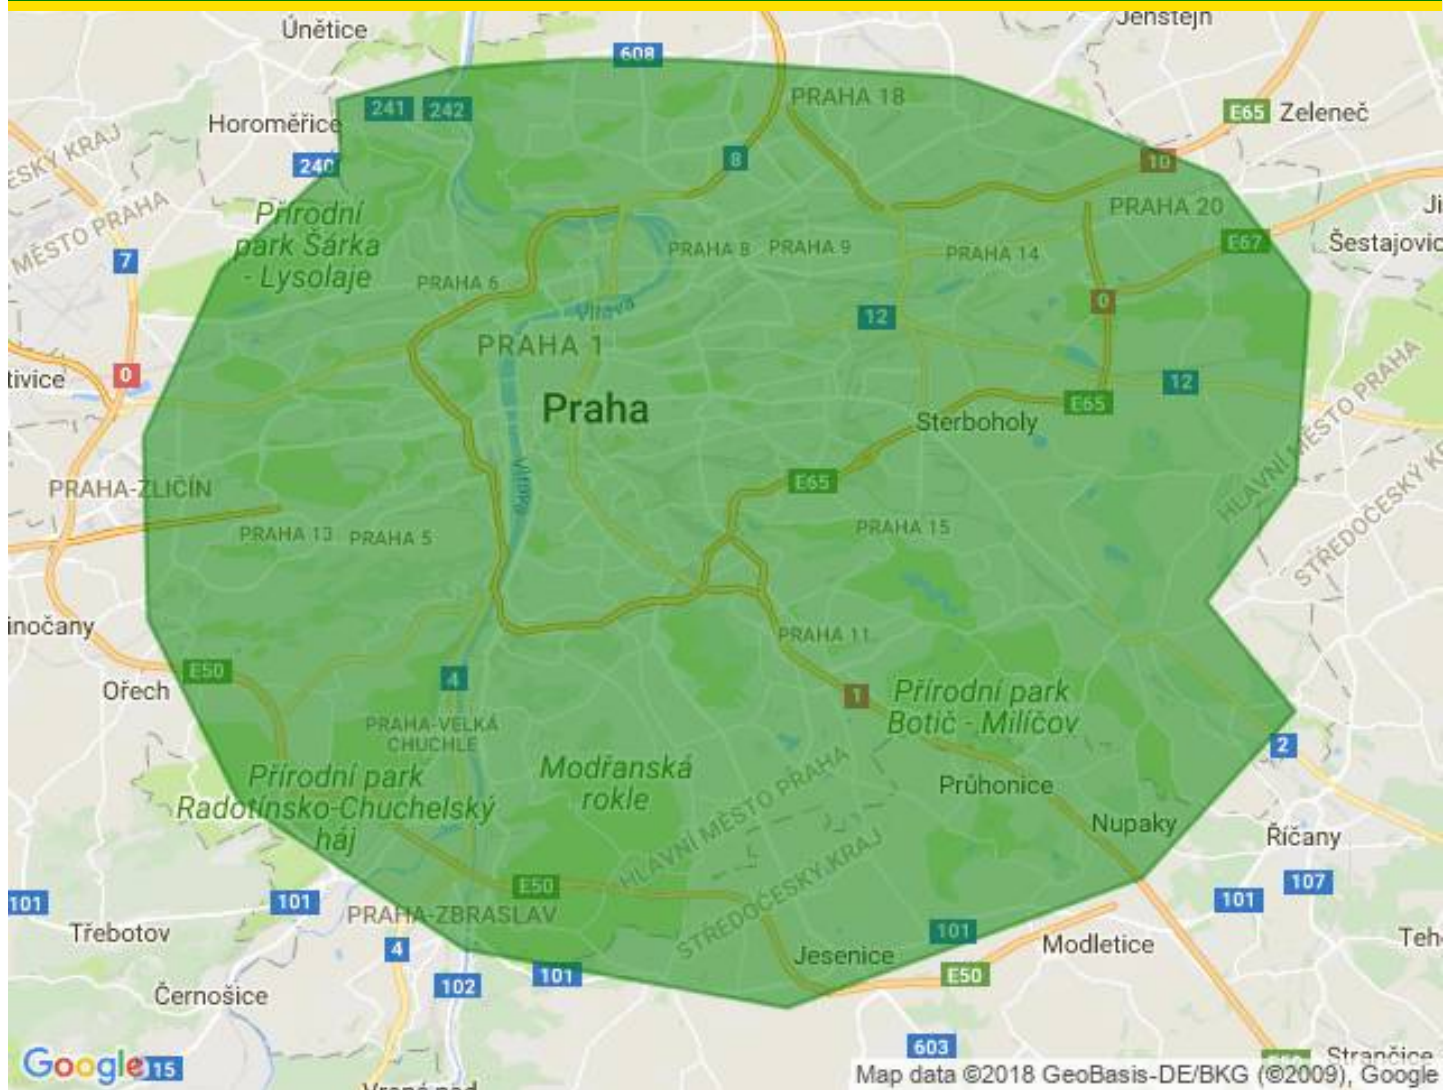 Únětice
Jenštejn
608
241
242
PRAHA 18
E65
Zeleneč
Horoměřice
240
8
10
ESKÝ KRAJ
MĚSTO PRAHA
Přírodní
park Šárka
- Lysolaje
PRAHA 20
Ji
7
PRAHA 8
PRAHA 9
PRAHA 14
E67
Šestajovic
PRAHA 6
0
Vltava
12
PRAHA 1
tivice
0
12
Praha
E65
Sterboholy
HLAVNÍ MĚSTO PRAHA
STŘEDOČESKÝ KR
PRAHA-ZLIČÍN
Vltava
E65
PRAHA 13
PRAHA 5
PRAHA 15
inočany
PRAHA 11
E50
4
Ořech
1
Přírodní park
Botič - Milíčov
PRAHA-VELKÁ
CHUCHLE
2
Přírodní park
Radotínsko-Chuchelský
háj
Modřanská
rokle
HLAVNÍ MĚSTO PRAHA
STŘEDOČESKÝ KRAJ
Průhonice
Nupaky
Říčany
E50
107
101
101
101
PRAHA-ZBRASLAV
Třebotov
4
101
Modletice
Teh
Jesenice
102
101
E50
Černošice
603
Google
115
E50
Strančice
Map data ©2018 GeoBasis-DE/BKG (©2009), Google